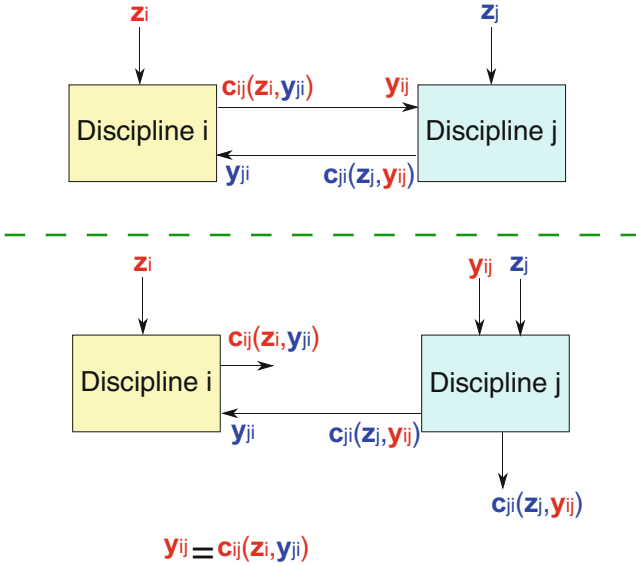 zi zj
cij(zi,yji) yij
Discipline i Discipline j
yji cji(zj,yij)
zi yij zj
cij(zi,yji)
Discipline i Discipline j
yji cji(zj,yij)
cji(zj,yij)
yij = cij(zi,yji)